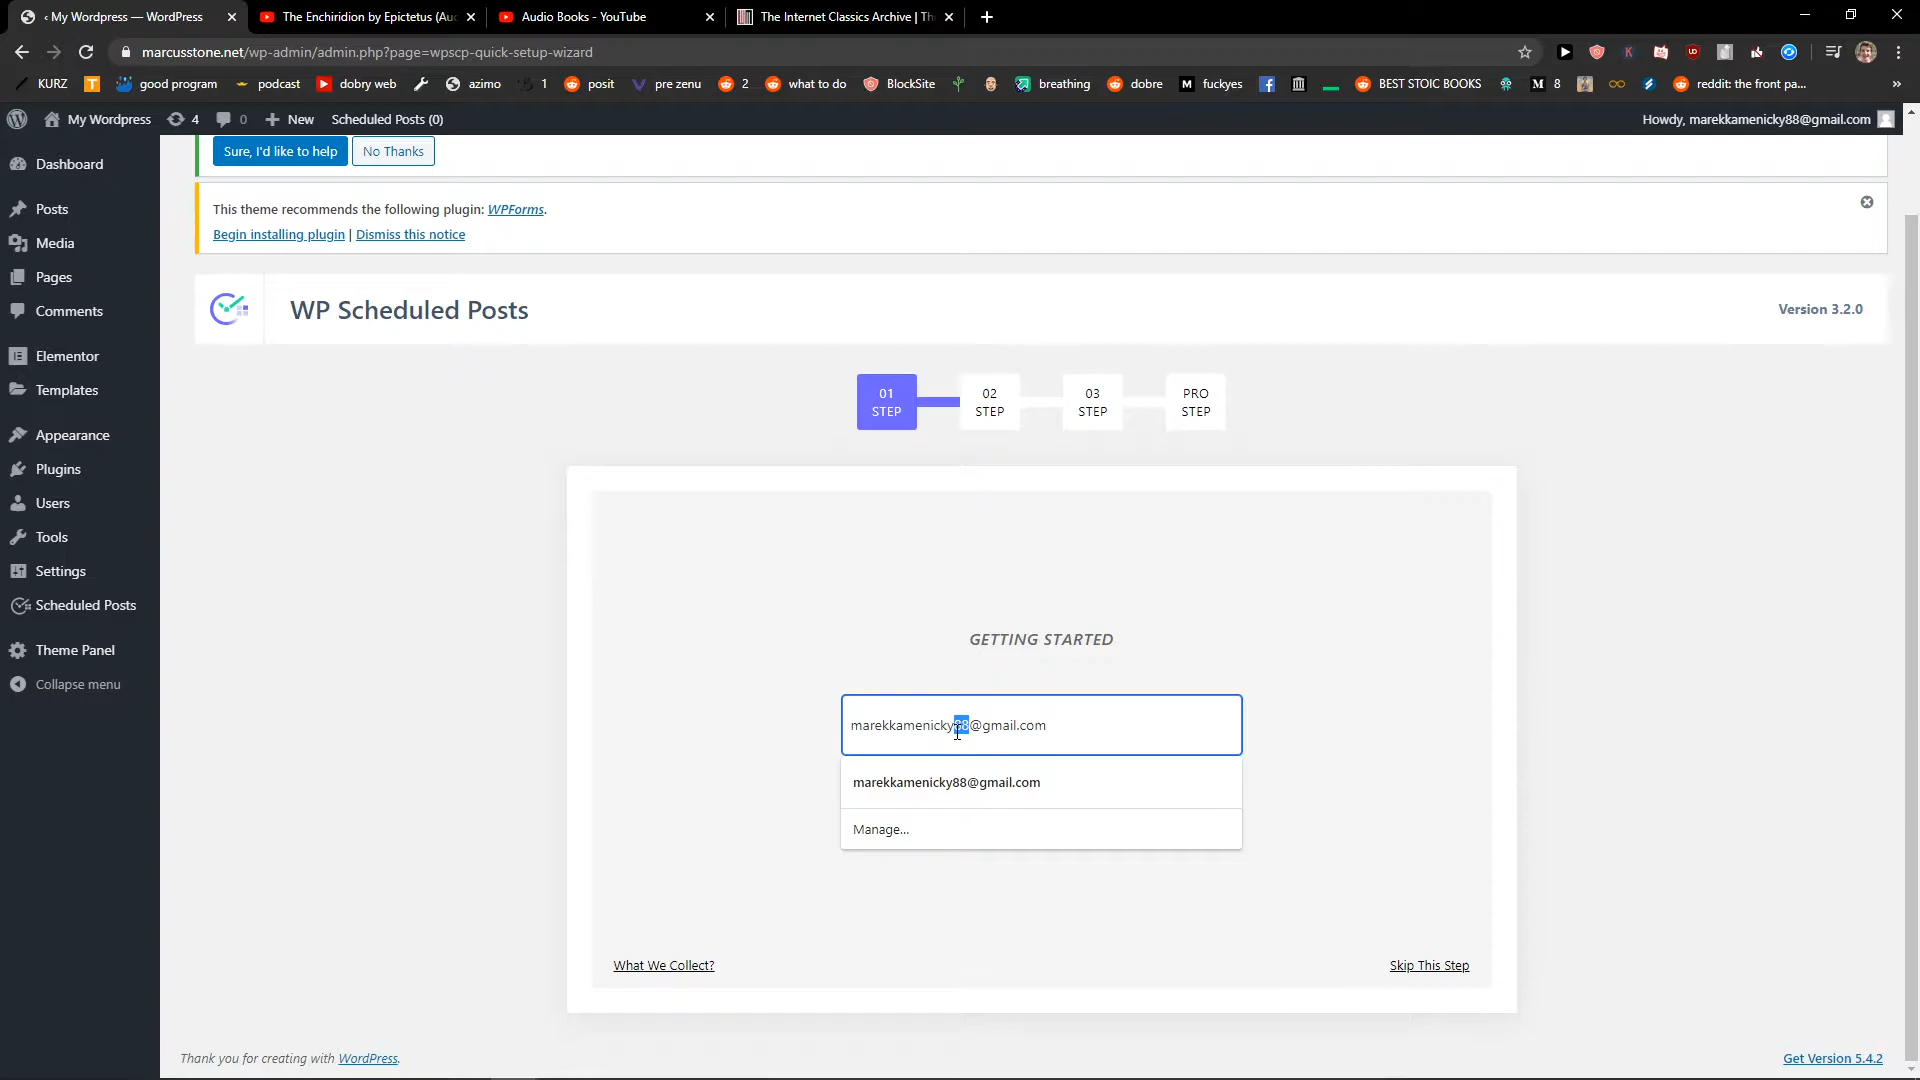 ‹ My Wordpress — WordPress
The Enchiridion by Epictetus (Au
Audio Books - YouTube
The Internet Classics Archive | Th
marcusstone.net/wp-admin/admin.php?page=wpscp-quick-setup-wizard
KURZ
good program
podcast
dobry web
azimo
1
posit
pre zenu
2
what to do
BlockSite
breathing
dobre
fuckyes
BEST STOIC BOOKS
8
reddit: the front pa...
»
My Wordpress
4
0
New
Scheduled Posts (0)
Howdy, marekkamenicky88@gmail.com
Dashboard
Posts
Media
Pages
Comments
Elementor
Templates
Appearance
Plugins
Users
Tools
Settings
Scheduled Posts
Theme Panel
Collapse menu
Sure, I'd like to help
No Thanks
This theme recommends the following plugin: WPForms.
Begin installing plugin | Dismiss this notice
WP Scheduled Posts
Version 3.2.0
01
STEP
02
STEP
03
STEP
PRO
STEP
GETTING STARTED
marekkamenicky88@gmail.com
marekkamenicky88@gmail.com
Manage...
What We Collect?
Skip This Step
Thank you for creating with WordPress.
Get Version 5.4.2